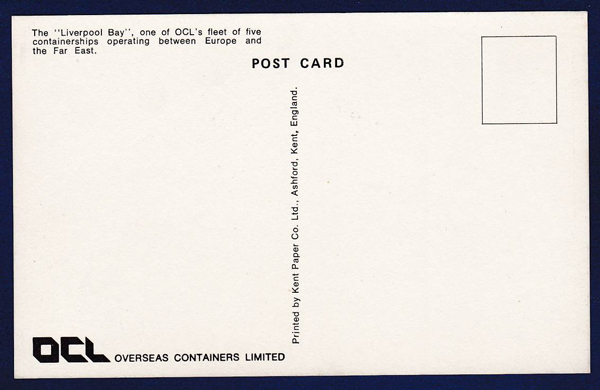 The "Liverpool Bay", one of OCL's fleet of five
containerships operating between Europe and
the Far East.
POST CARD
Printed by Kent Paper Co. Ltd., Ashford, Kent, England.
OCL OVERSEAS CONTAINERS LIMITED